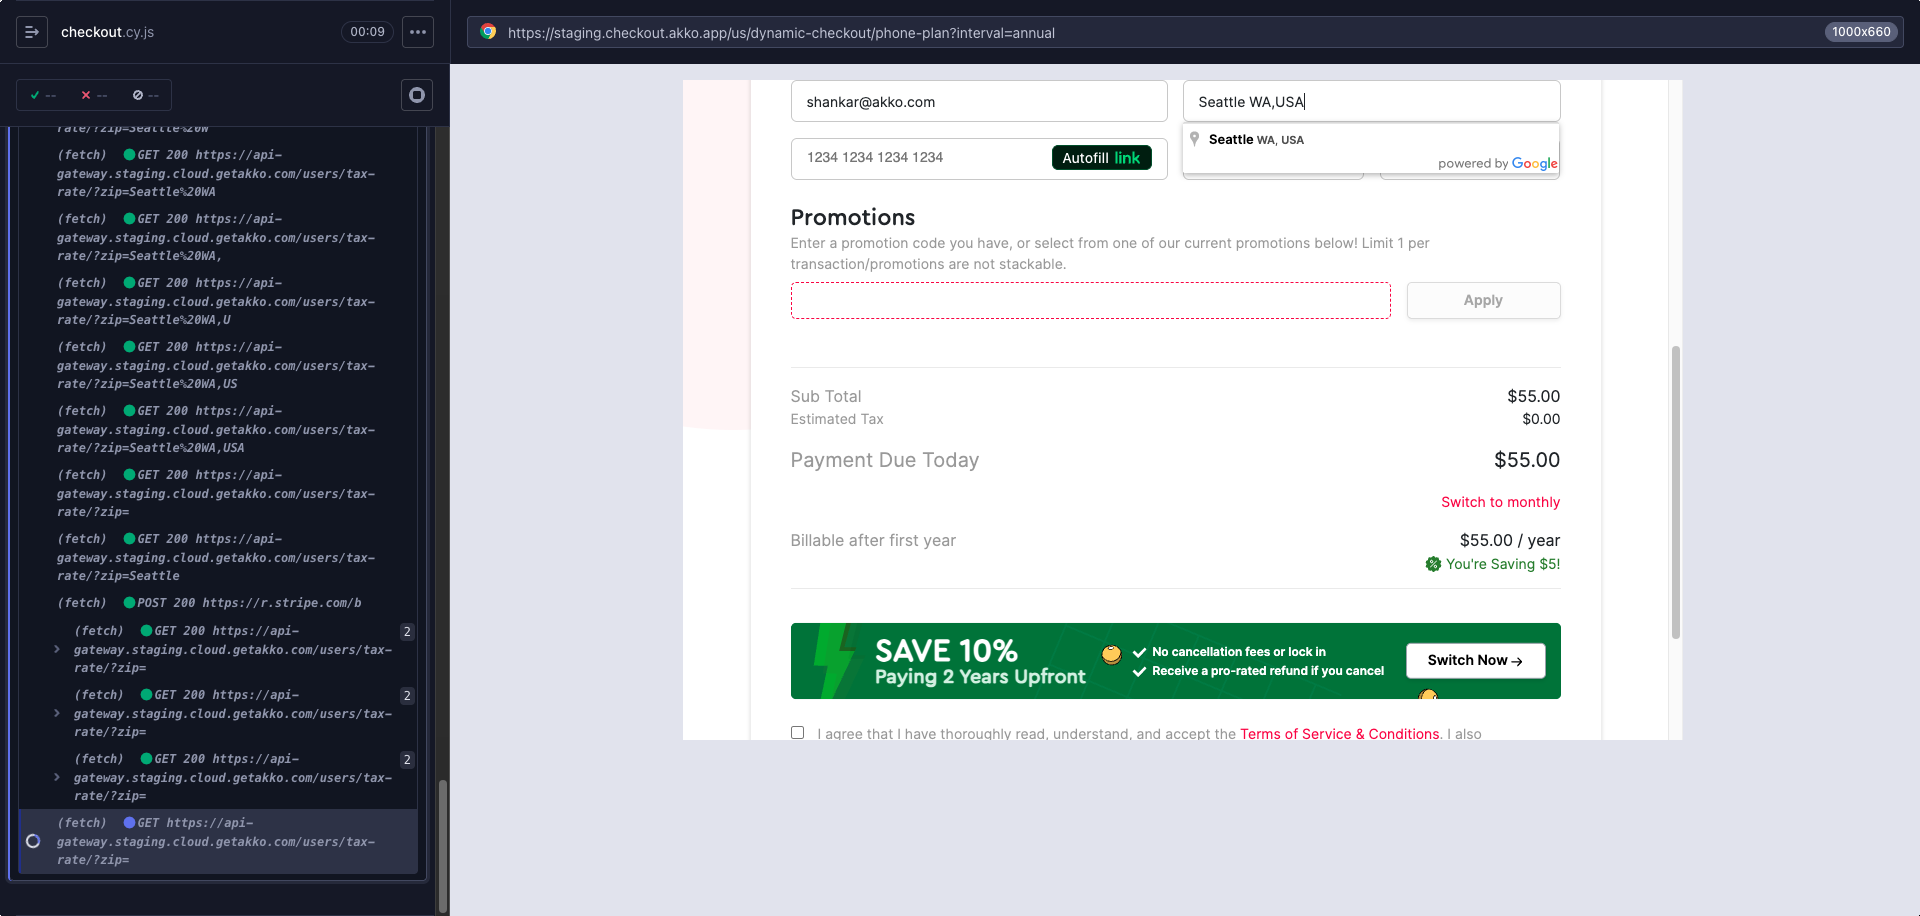 checkout.cy.js
00:09
https://staging.checkout.akko.app/us/dynamic-checkout/phone-plan?interval=annual
1000x660
--
--
--
rate/?zip=Seattle%20W
(fetch) GET 200 https://api-
gateway.staging.cloud.getakko.com/users/tax-
rate/?zip=Seattle%20WA
(fetch) GET 200 https://api-
gateway.staging.cloud.getakko.com/users/tax-
rate/?zip=Seattle%20WA,
(fetch) GET 200 https://api-
gateway.staging.cloud.getakko.com/users/tax-
rate/?zip=Seattle%20WA,U
(fetch) GET 200 https://api-
gateway.staging.cloud.getakko.com/users/tax-
rate/?zip=Seattle%20WA,US
(fetch) GET 200 https://api-
gateway.staging.cloud.getakko.com/users/tax-
rate/?zip=Seattle%20WA,USA
(fetch) GET 200 https://api-
gateway.staging.cloud.getakko.com/users/tax-
rate/?zip=
(fetch) GET 200 https://api-
gateway.staging.cloud.getakko.com/users/tax-
rate/?zip=Seattle
(fetch) POST 200 https://r.stripe.com/b
(fetch) GET 200 https://api- 2
gateway.staging.cloud.getakko.com/users/tax-
rate/?zip=
(fetch) GET 200 https://api- 2
gateway.staging.cloud.getakko.com/users/tax-
rate/?zip=
(fetch) GET 200 https://api- 2
gateway.staging.cloud.getakko.com/users/tax-
rate/?zip=
(fetch) GET https://api-
gateway.staging.cloud.getakko.com/users/tax-
rate/?zip=
shankar@akko.com
Seattle WA,USA
Seattle WA, USA
powered by Google
1234 1234 1234 1234
Autofill link
Promotions
Enter a promotion code you have, or select from one of our current promotions below! Limit 1 per
transaction/promotions are not stackable.
Apply
Sub Total $55.00
Estimated Tax $0.00
Payment Due Today $55.00
Switch to monthly
Billable after first year $55.00 / year
You're Saving $5!
SAVE 10%
Paying 2 Years Upfront
No cancellation fees or lock in
Receive a pro-rated refund if you cancel
Switch Now→
I agree that I have thoroughly read, understand, and accept the Terms of Service & Conditions. I also